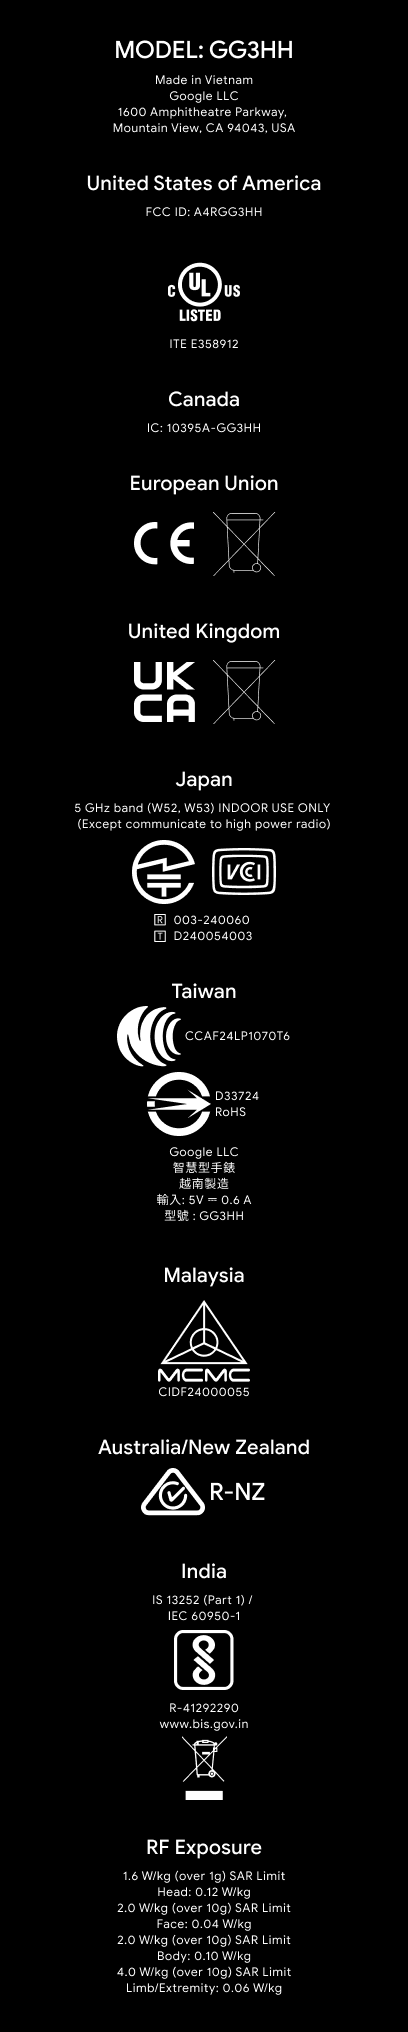 MODEL: GG3HH
Made in Vietnam
Google LLC
1600 Amphitheatre Parkway,
Mountain View, CA 94043, USA
United States of America
FCC ID: A4RGG3HH
C UL US
LISTED
ITE E358912
Canada
IC: 10395A-GG3HH
European Union
CE
United Kingdom
UK
CA
Japan
5 GHz band (W52, W53) INDOOR USE ONLY
(Except communicate to high power radio)
VCI
R 003-240060
T D240054003
Taiwan
CCAF24LP1070T6
D33724
RoHS
Google LLC
智慧型手錶
越南製造
輸入: 5V ⎓ 0.6 A
型號 : GG3HH
Malaysia
MCMC
CIDF24000055
Australia/New Zealand
R-NZ
India
IS 13252 (Part 1) /
IEC 60950-1
R-41292290
www.bis.gov.in
RF Exposure
1.6 W/kg (over 1g) SAR Limit
Head: 0.12 W/kg
2.0 W/kg (over 10g) SAR Limit
Face: 0.04 W/kg
2.0 W/kg (over 10g) SAR Limit
Body: 0.10 W/kg
4.0 W/kg (over 10g) SAR Limit
Limb/Extremity: 0.06 W/kg